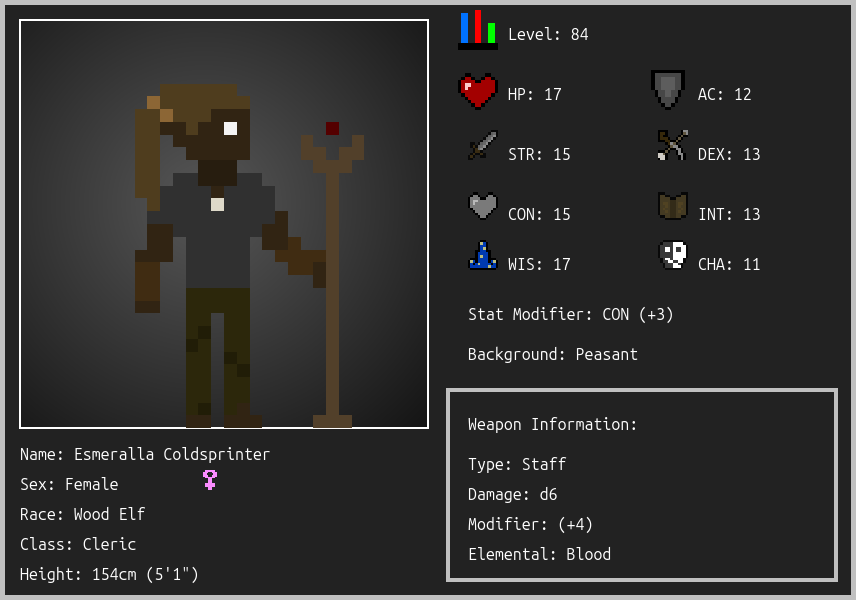 Level: 84
HP: 17
AC: 12
STR: 15
DEX: 13
CON: 15
INT: 13
WIS: 17
CHA: 11
Stat Modifier: CON (+3)
Background: Peasant
Weapon Information:
Type: Staff
Damage: d6
Modifier: (+4)
Elemental: Blood
Name: Esmeralla Coldsprinter
Sex: Female
Race: Wood Elf
Class: Cleric
Height: 154cm (5'1")